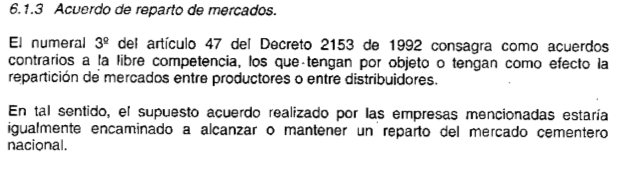 6.1.3 Acuerdo de reparto de mercados.
El numeral 3º del artículo 47 del Decreto 2153 de 1992 consagra como acuerdos
contrarios a la libre competencia, los que tengan por objeto o tengan como efecto la
repartición de mercados entre productores o entre distribuidores.
En tal sentido, el supuesto acuerdo realizado por las empresas mencionadas estaría
igualmente encaminado a alcanzar o mantener un reparto del mercado cementero
nacional.